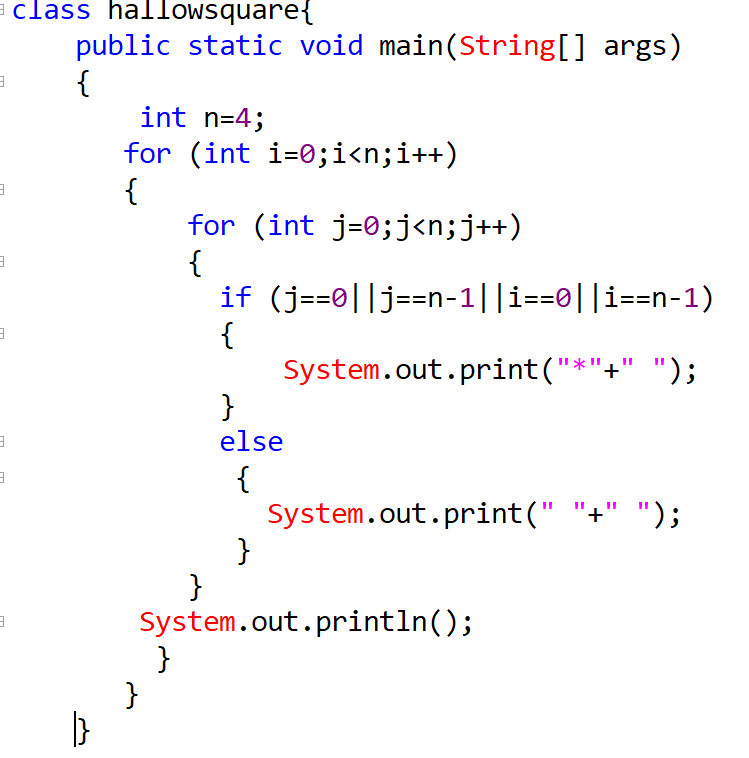 class hallowsquare{
    public static void main(String[] args)
    {
        int n=4;
       for (int i=0;i<n;i++)
       {
           for (int j=0;j<n;j++)
           {
             if (j==0||j==n-1||i==0||i==n-1)
             {
                 System.out.print("*"+" ");
             }
             else
              {
                System.out.print(" "+" ");
              }
           }
        System.out.println();
         }
       }
    }